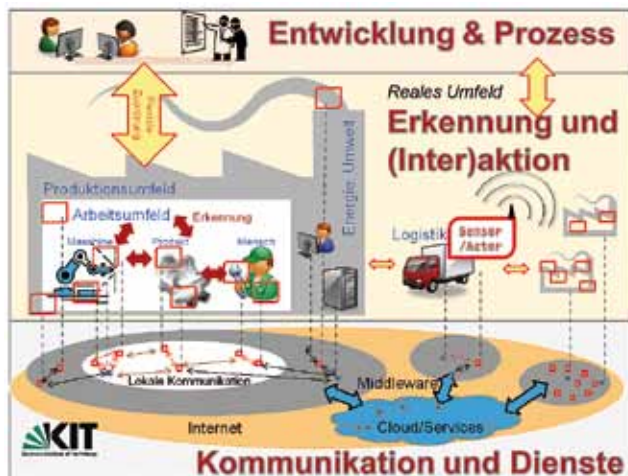 Entwicklung & Prozess
Reales Umfeld
Erkennung und
(Inter)aktion
Produktionsumfeld
Arbeitsumfeld
Erkennung
Maschine
Produkt
Mensch
Energie Umwelt
Logistik
Sensor
/Actor
Lokale Kommunikation
Middleware
Internet
Cloud/Services
KIT
Kommunikation und Dienste